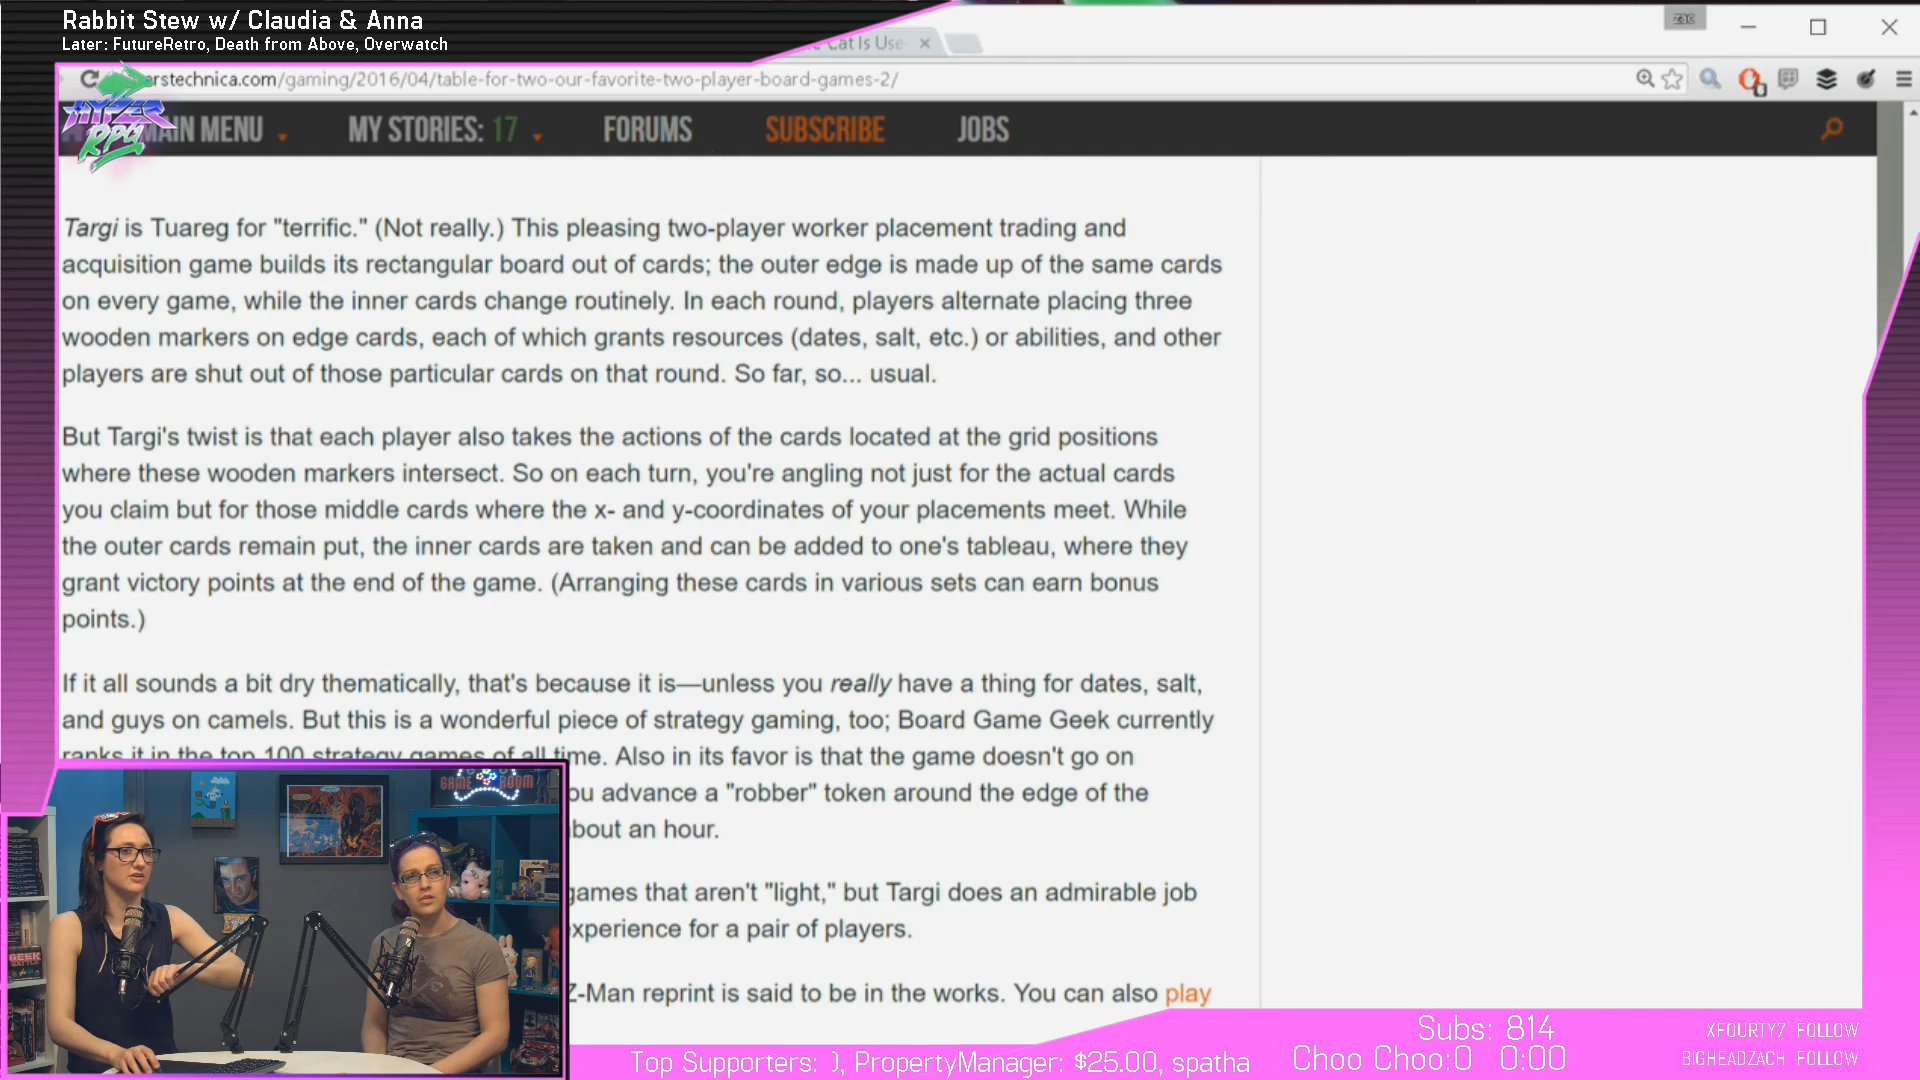 Rabbit Stew w/ Claudia & Anna
Later: FutureRetro, Death from Above, Overwatch
Cat Is Use
rstechnica.com/gaming/2016/04/table-for-two-our-favorite-two-player-board-games-2/
HYPER
RPG
AIN MENU
MY STORIES: 17
FORUMS
SUBSCRIBE
JOBS
Targi is Tuareg for "terrific." (Not really.) This pleasing two-player worker placement trading and
acquisition game builds its rectangular board out of cards; the outer edge is made up of the same cards
on every game, while the inner cards change routinely. In each round, players alternate placing three
wooden markers on edge cards, each of which grants resources (dates, salt, etc.) or abilities, and other
players are shut out of those particular cards on that round. So far, so... usual.
But Targi's twist is that each player also takes the actions of the cards located at the grid positions
where these wooden markers intersect. So on each turn, you're angling not just for the actual cards
you claim but for those middle cards where the x- and y-coordinates of your placements meet. While
the outer cards remain put, the inner cards are taken and can be added to one's tableau, where they
grant victory points at the end of the game. (Arranging these cards in various sets can earn bonus
points.)
If it all sounds a bit dry thematically, that's because it is—unless you really have a thing for dates, salt,
and guys on camels. But this is a wonderful piece of strategy gaming, too; Board Game Geek currently
ranks it in the top 100 strategy games of all time. Also in its favor is that the game doesn't go on
ou advance a "robber" token around the edge of the
bout an hour.
games that aren't "light," but Targi does an admirable job
xperience for a pair of players.
Z-Man reprint is said to be in the works. You can also play
GAME ROOM
GEEK
BATTLE
Subs: 814
Choo Choo:0 0:00
XFOURTY7 FOLLOW
BIGHEADZACH FOLLOW
Top Supporters: ), PropertyManager: $25.00, spatha